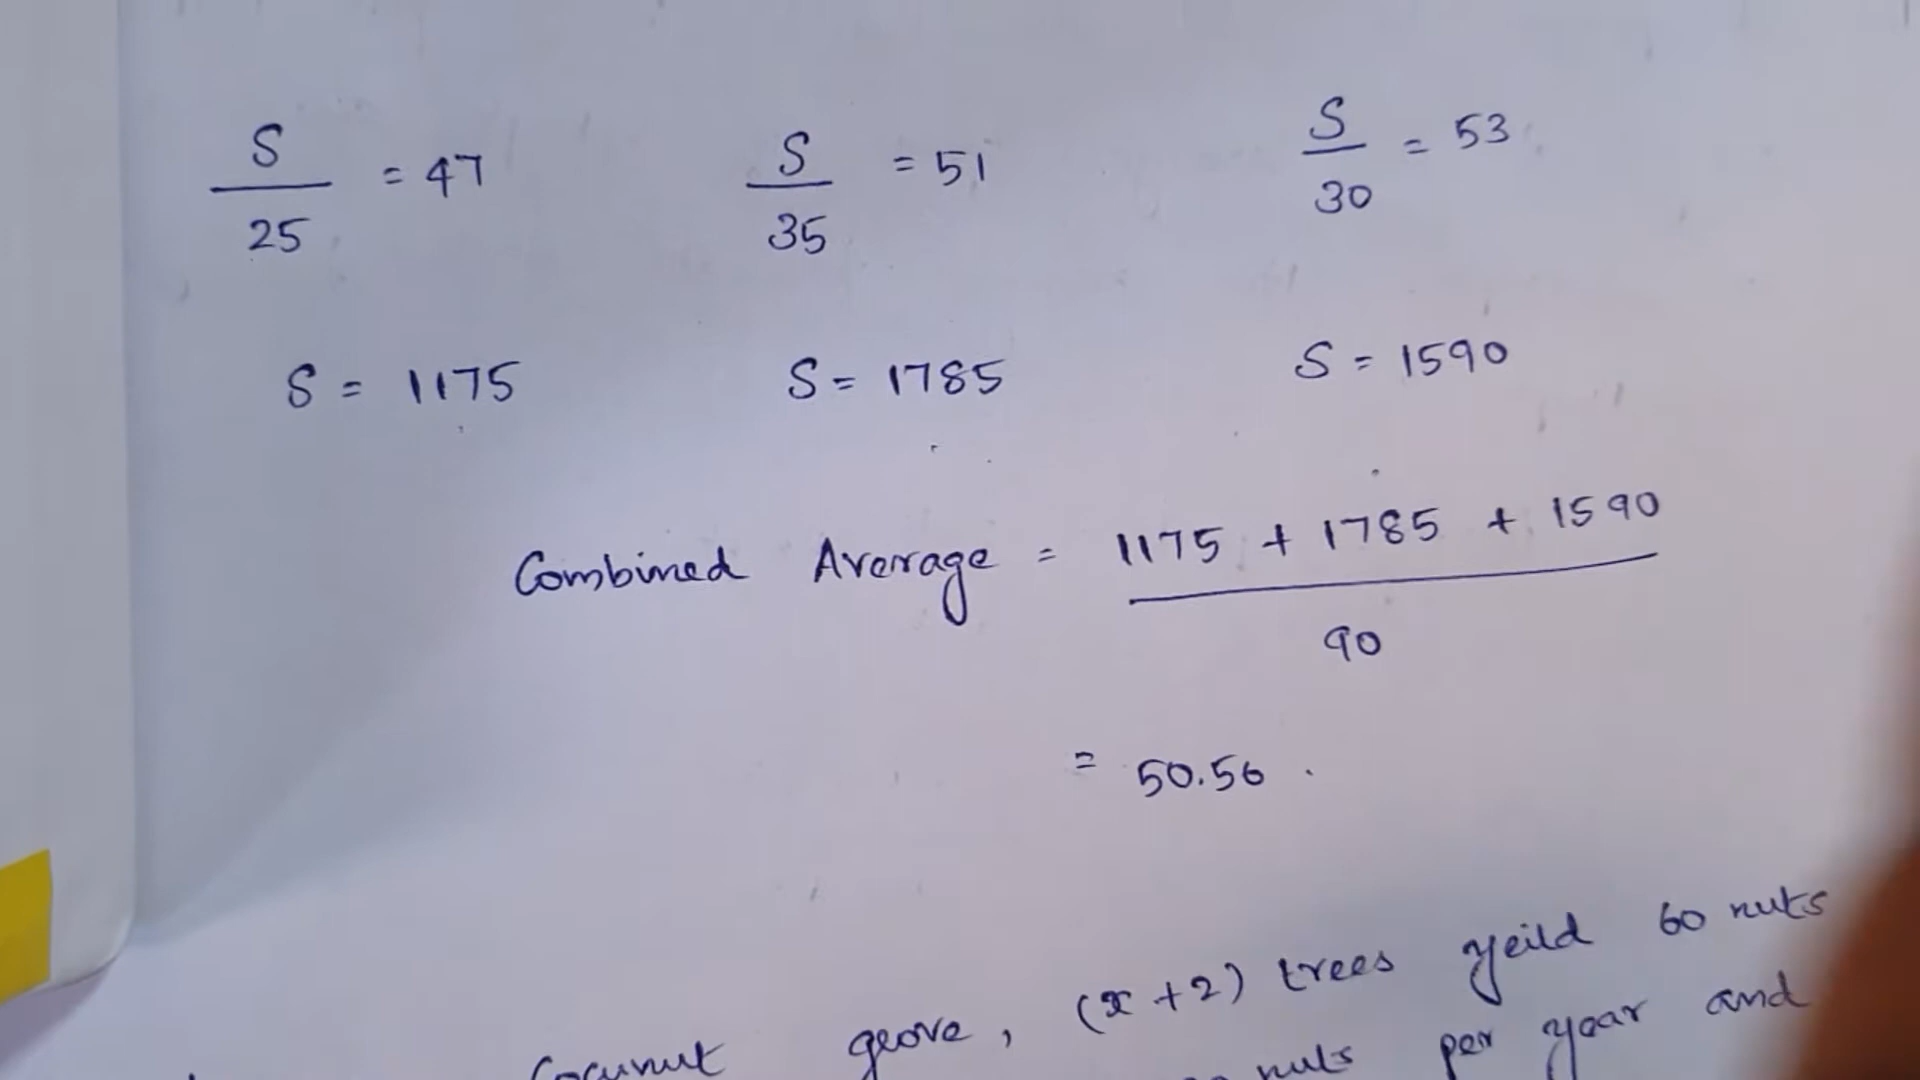 S/25 = 47 S/35 = 51 S/30 = 53
S = 1175 S = 1785 S = 1590
Combined Average = 1175 + 1785 + 1590 / 90
= 50.56 .
Cocunut grove, (x+2) trees yeild 60 nuts
nuts per year and